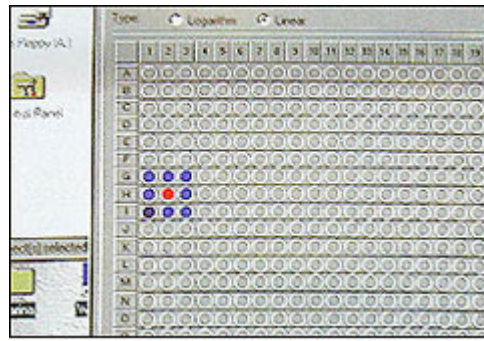 Type: Logarithm Linear
Floppy (A:)
1 2 3 4 5 6 7 8 9 10 11 12 13 14 15 16 17 18 19
A
B
C
D
E
F
G
H
I
J
K
L
M
N
O
selected